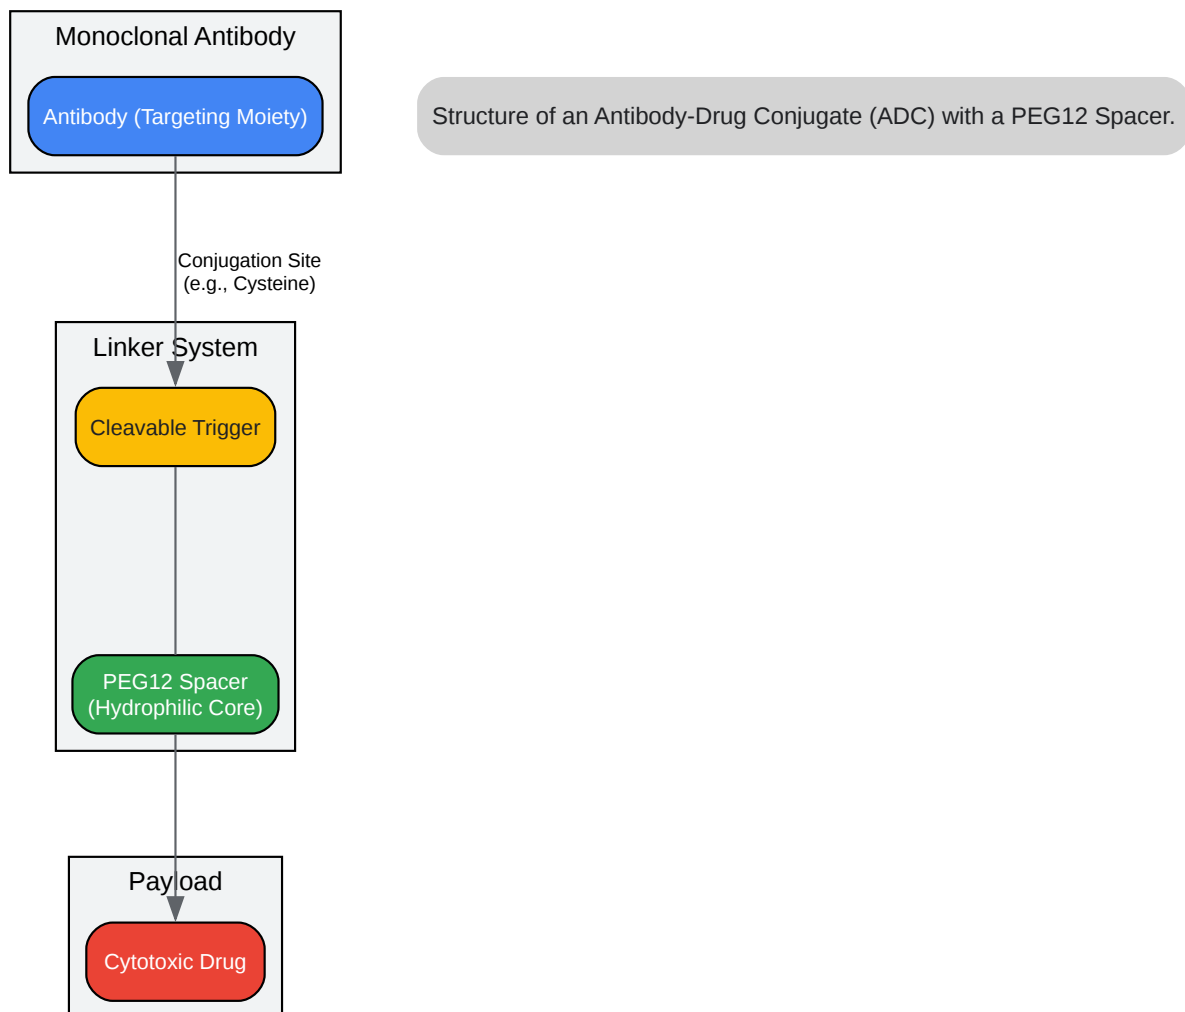 Monoclonal Antibody
Antibody (Targeting Moiety)
Structure of an Antibody-Drug Conjugate (ADC) with a PEG12 Spacer.
Conjugation Site
(e.g., Cysteine)
Linker System
Cleavable Trigger
PEG12 Spacer
(Hydrophilic Core)
Payload
Cytotoxic Drug